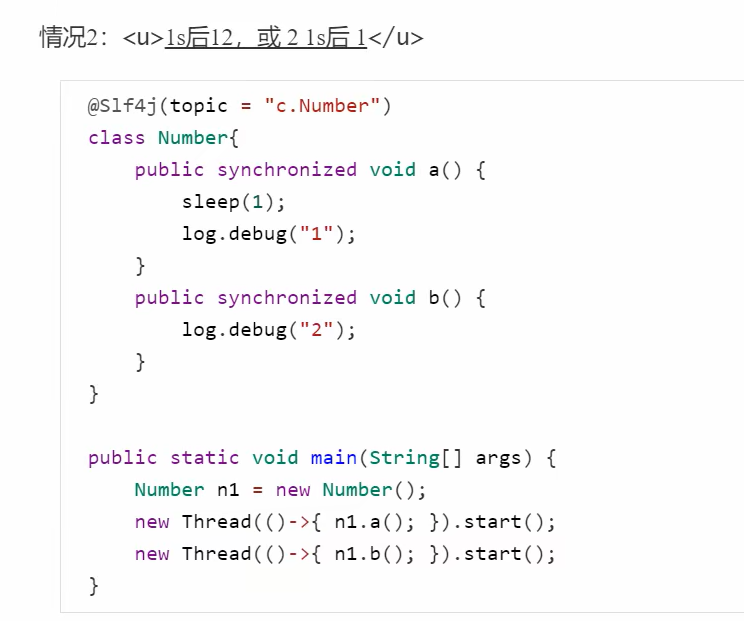 情况2：<u>1s后12，或 2 1s后 1</u>
@Slf4j(topic = "c.Number")
class Number{
    public synchronized void a() {
        sleep(1);
        log.debug("1");
    }
    public synchronized void b() {
        log.debug("2");
    }
}

public static void main(String[] args) {
    Number n1 = new Number();
    new Thread(()->{ n1.a(); }).start();
    new Thread(()->{ n1.b(); }).start();
}